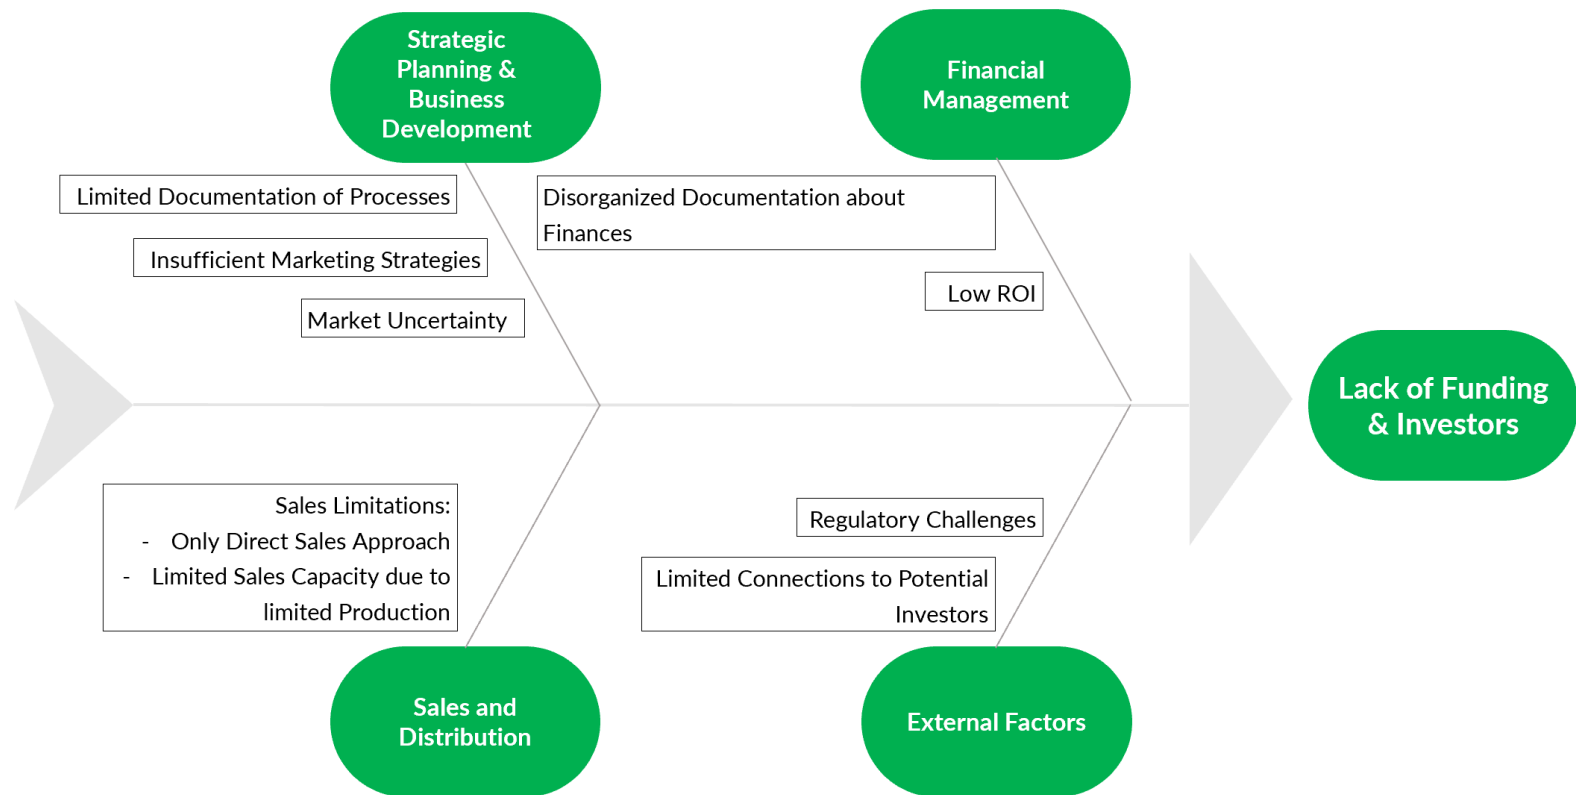 Strategic
Planning &
Business
Development
Financial
Management
Limited Documentation of Processes
Insufficient Marketing Strategies
Market Uncertainty
Disorganized Documentation about
Finances
Low ROI
Lack of Funding
& Investors
Sales Limitations:
- Only Direct Sales Approach
- Limited Sales Capacity due to
limited Production
Regulatory Challenges
Limited Connections to Potential
Investors
Sales and
Distribution
External Factors